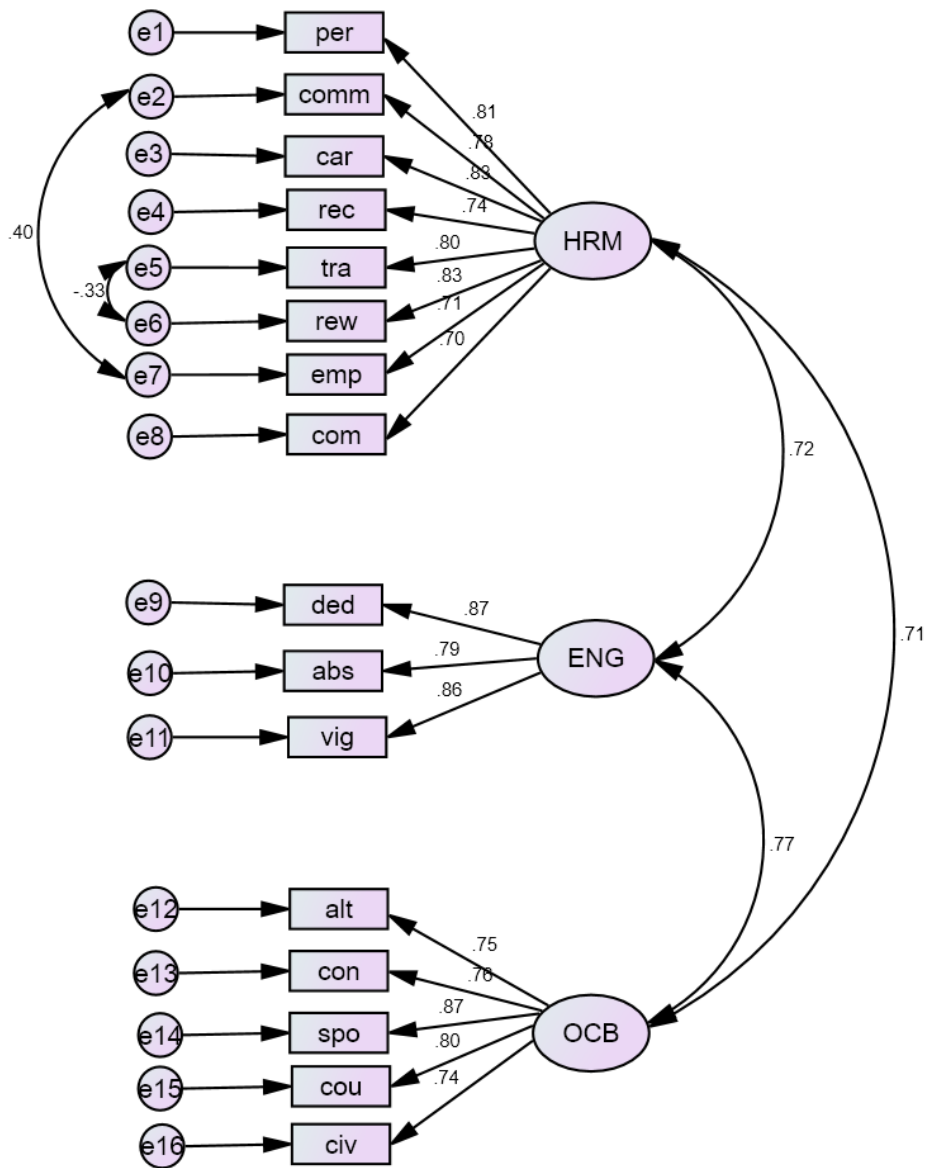 e1 per
.81
e2 comm
.78
e3 car
.83
e4 rec
.74
HRM
.40
e5 tra
.80
-.33
.83
e6 rew
.71
e7 emp
.70
e8 com
.72
e9 ded
.87
.71
e10 abs
.79
ENG
.86
e11 vig
.77
e12 alt
.75
e13 con
.76
.87
e14 spo
OCB
.80
e15 cou
.74
e16 civ